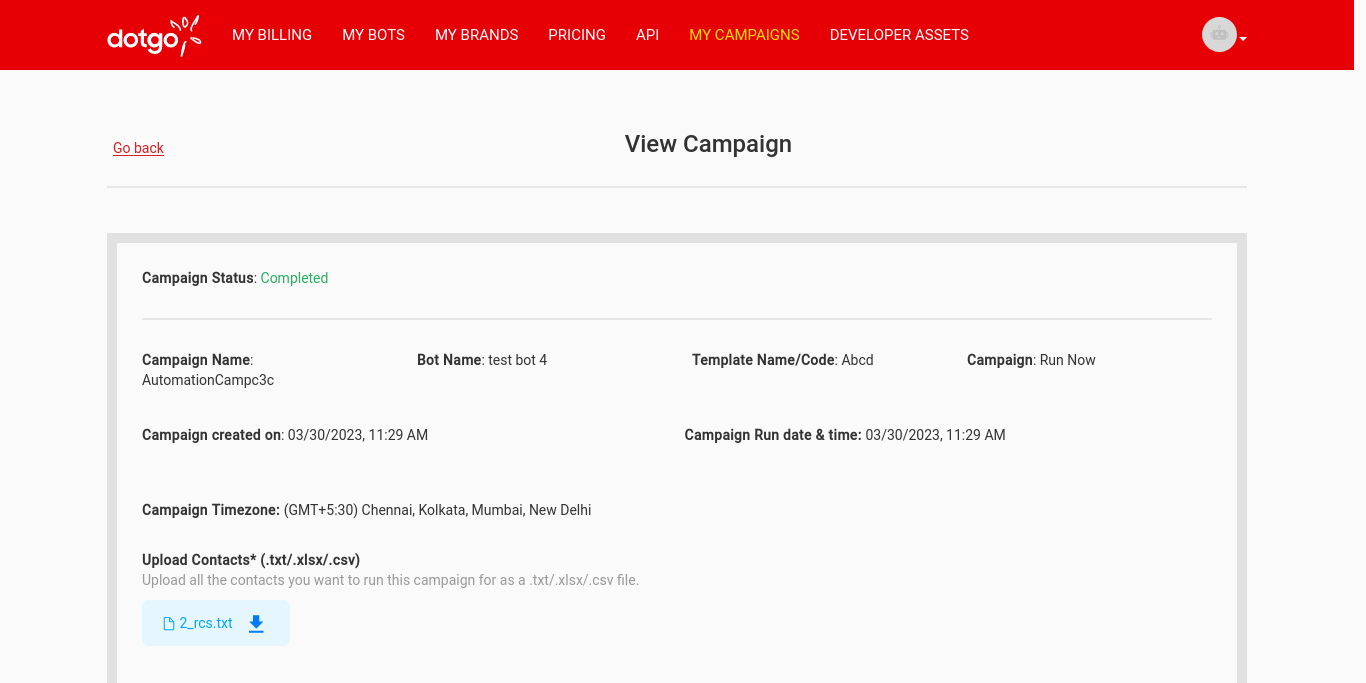 dotgo MY BILLING MY BOTS MY BRANDS PRICING API MY CAMPAIGNS DEVELOPER ASSETS
Go back View Campaign
Campaign Status: Completed
Campaign Name: Bot Name: test bot 4 Template Name/Code: Abcd Campaign: Run Now
AutomationCampc3c
Campaign created on: 03/30/2023, 11:29 AM Campaign Run date & time: 03/30/2023, 11:29 AM
Campaign Timezone: (GMT+5:30) Chennai, Kolkata, Mumbai, New Delhi
Upload Contacts* (.txt/.xlsx/.csv)
Upload all the contacts you want to run this campaign for as a .txt/.xlsx/.csv file.
2_rcs.txt